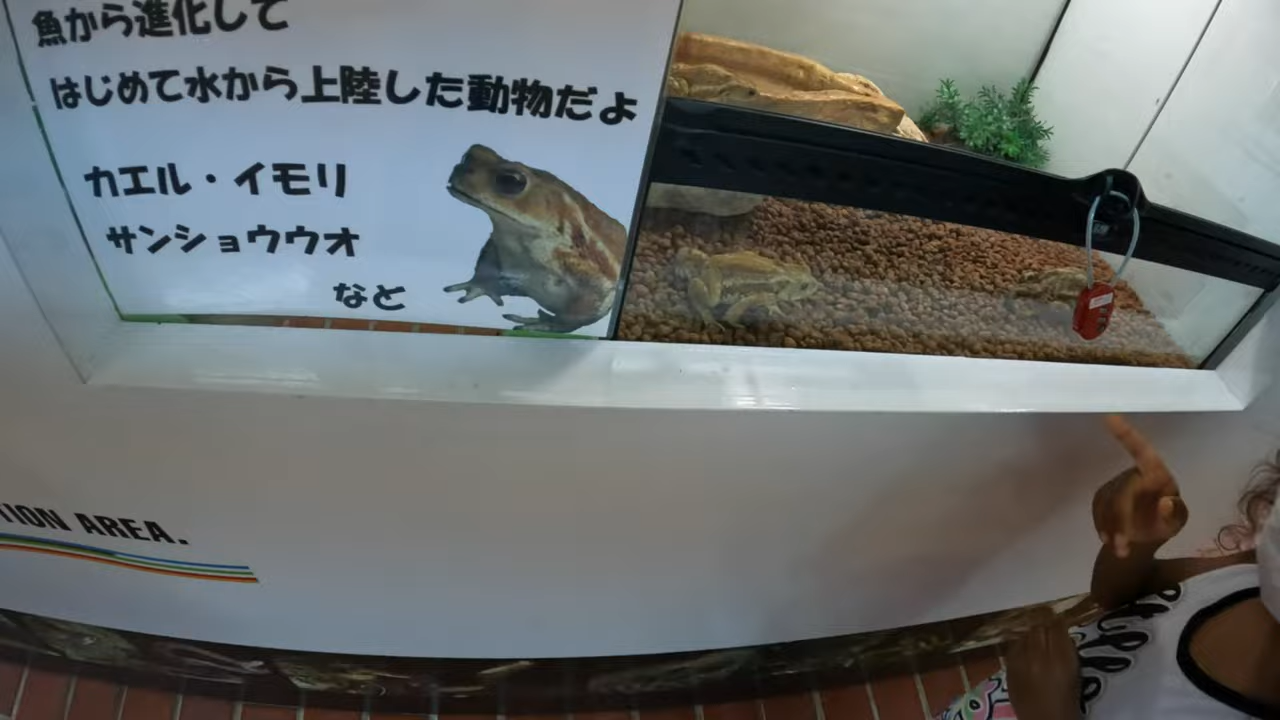 魚から進化して
はじめて水から上陸した動物だよ
カエル・イモリ
サンショウウオ
など
TION AREA.